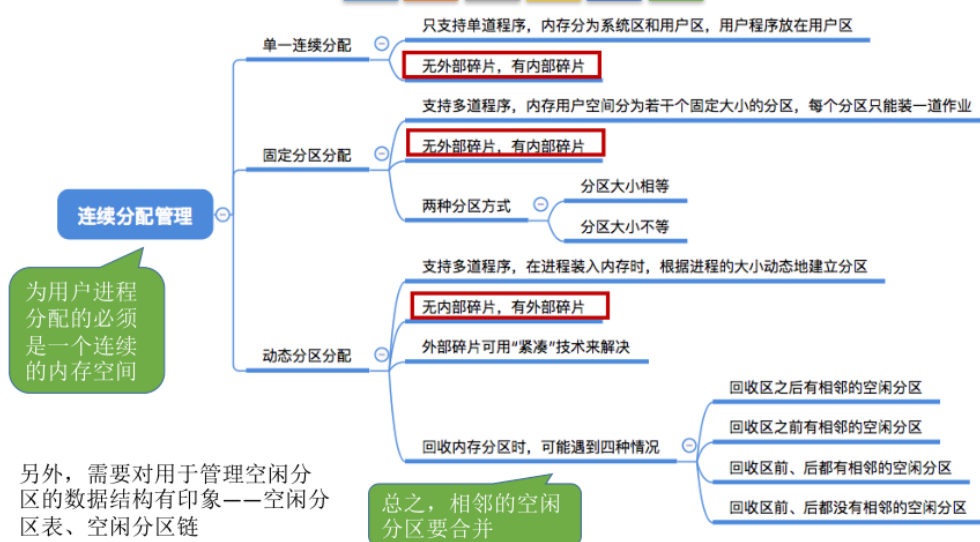 单一连续分配
只支持单道程序，内存分为系统区和用户区，用户程序放在用户区
无外部碎片，有内部碎片
固定分区分配
支持多道程序，内存用户空间分为若干个固定大小的分区，每个分区只能装一道作业
无外部碎片，有内部碎片
两种分区方式
分区大小相等
分区大小不等
连续分配管理
为用户进程
分配的必须
是一个连续
的内存空间
动态分区分配
支持多道程序，在进程装入内存时，根据进程的大小动态地建立分区
无内部碎片，有外部碎片
外部碎片可用“紧凑”技术来解决
回收内存分区时，可能遇到四种情况
回收区之后有相邻的空闲分区
回收区之前有相邻的空闲分区
回收区前、后都有相邻的空闲分区
回收区前、后都没有相邻的空闲分区
总之，相邻的空闲
分区要合并
另外，需要对用于管理空闲分
区的数据结构有印象——空闲分
区表、空闲分区链